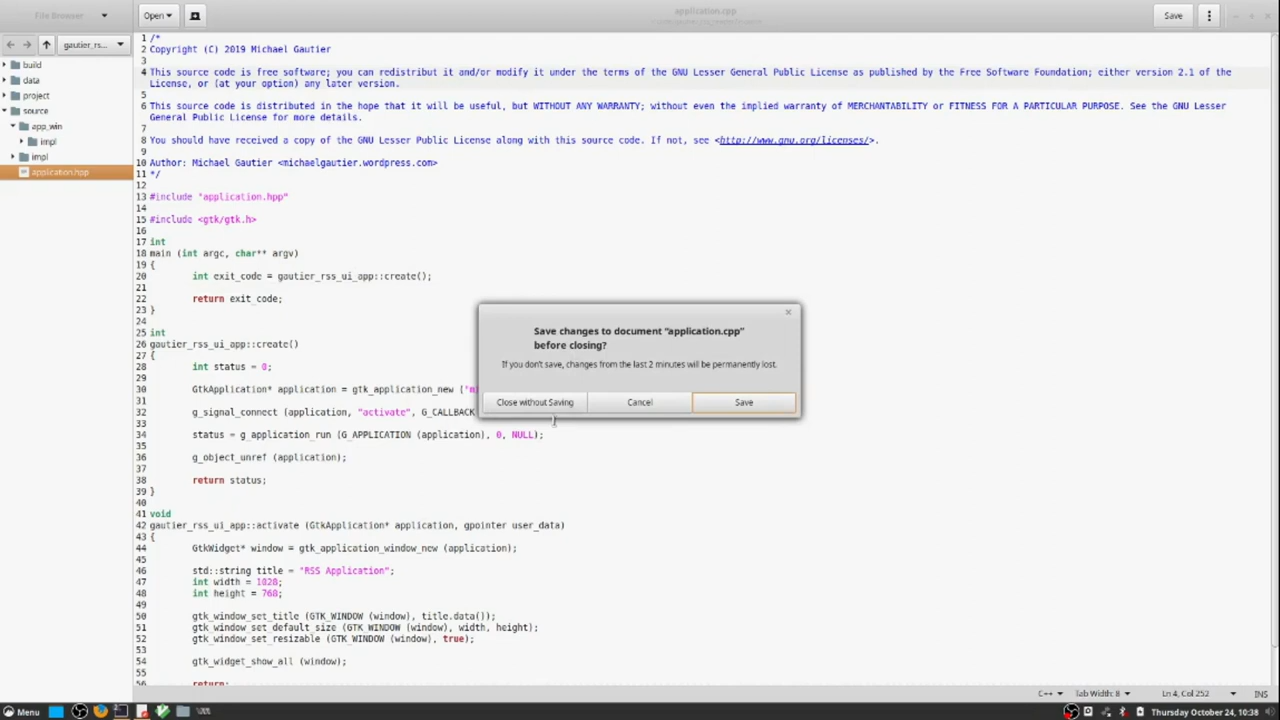 File Browser
Open
application.cpp
Save
gautier_rss...
build
data
project
source
app_win
impl
impl
application.hpp
1 /*
2 Copyright (C) 2019 Michael Gautier
3
4 This source code is free software; you can redistribut it and/or modify it under the terms of the GNU Lesser General Public License as published by the Free Software Foundation; either version 2.1 of the
License, or (at your option) any later version.
5
6 This source code is distributed in the hope that it will be useful, but WITHOUT ANY WARRANTY; without even the implied warranty of MERCHANTABILITY or FITNESS FOR A PARTICULAR PURPOSE. See the GNU Lesser
General Public License for more details.
7
8 You should have received a copy of the GNU Lesser Public License along with this source code. If not, see <http://www.gnu.org/licenses/>.
9
10 Author: Michael Gautier <michaelgautier.wordpress.com>
11 */
12
13 #include "application.hpp"
14
15 #include <gtk/gtk.h>
16
17 int
18 main (int argc, char** argv)
19 {
20 int exit_code = gautier_rss_ui_app::create();
21
22 return exit_code;
23 }
24
25 int
26 gautier_rss_ui_app::create()
27 {
28 int status = 0;
29
30 GtkApplication* application = gtk_application_new (
31
32 g_signal_connect (application, "activate", G_CALLBACK
33
34 status = g_application_run (G_APPLICATION (application), 0, NULL);
35
36 g_object_unref (application);
37
38 return status;
39 }
40
41 void
42 gautier_rss_ui_app::activate (GtkApplication* application, gpointer user_data)
43 {
44 GtkWidget* window = gtk_application_window_new (application);
45
46 std::string title = "RSS Application";
47 int width = 1028;
48 int height = 768;
49
50 gtk_window_set_title (GTK_WINDOW (window), title.data());
51 gtk_window_set_default_size (GTK_WINDOW (window), width, height);
52 gtk_window_set_resizable (GTK_WINDOW (window), true);
53
54 gtk_widget_show_all (window);
55
56 return;
Save changes to document "application.cpp"
before closing?
If you don't save, changes from the last 2 minutes will be permanently lost.
Close without Saving
Cancel
Save
C++
Tab Width: 8
Ln 4, Col 252
INS
Menu
Thursday October 24, 10:38